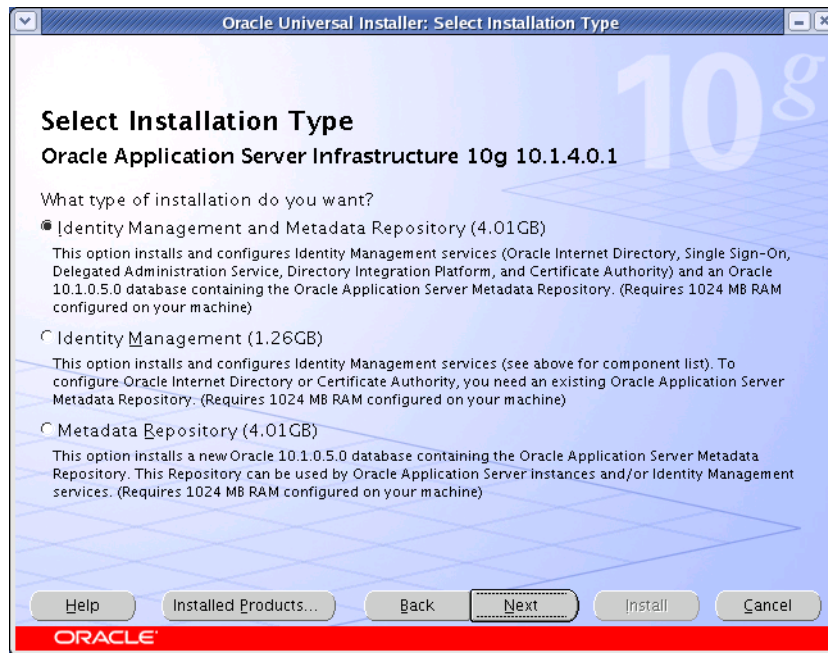 Oracle Universal Installer: Select Installation Type
10g
Select Installation Type
Oracle Application Server Infrastructure 10g 10.1.4.0.1
What type of installation do you want?
Identity Management and Metadata Repository (4.01GB)
This option installs and configures Identity Management services (Oracle Internet Directory, Single Sign-On,
Delegated Administration Service, Directory Integration Platform, and Certificate Authority) and an Oracle
10.1.0.5.0 database containing the Oracle Application Server Metadata Repository. (Requires 1024 MB RAM
configured on your machine)
Identity Management (1.26GB)
This option installs and configures Identity Management services (see above for component list). To
configure Oracle Internet Directory or Certificate Authority, you need an existing Oracle Application Server
Metadata Repository. (Requires 1024 MB RAM configured on your machine)
Metadata Repository (4.01GB)
This option installs a new Oracle 10.1.0.5.0 database containing the Oracle Application Server Metadata
Repository. This Repository can be used by Oracle Application Server instances and/or Identity Management
services. (Requires 1024 MB RAM configured on your machine)
Help Installed Products... Back Next Install Cancel
ORACLE